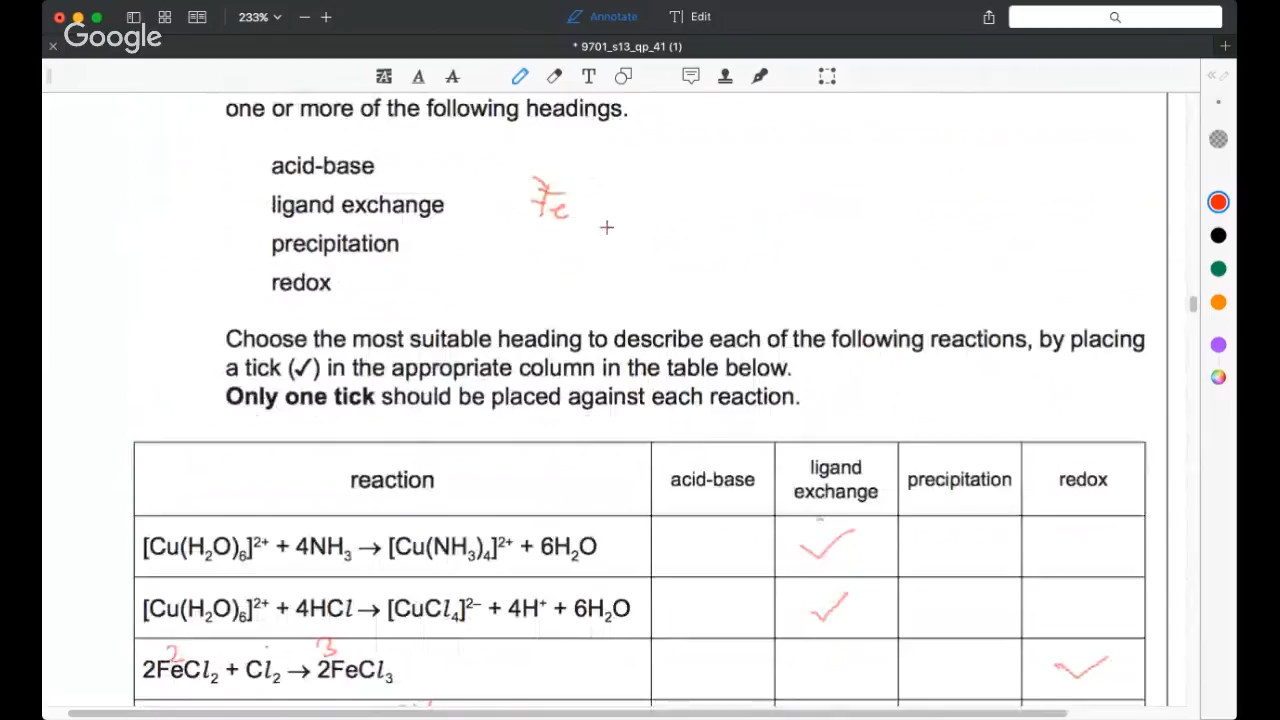 233%
Annotate
T Edit
Google
* 9701_s13_qp_41 (1)
one or more of the following headings.
acid-base
ligand exchange
precipitation
redox
Fe
Choose the most suitable heading to describe each of the following reactions, by placing
a tick (✓) in the appropriate column in the table below.
Only one tick should be placed against each reaction.
reaction
acid-base
ligand
exchange
precipitation
redox
[Cu(H₂O)₆]²⁺ + 4NH₃ → [Cu(NH₃)₄]²⁺ + 6H₂O
✓
[Cu(H₂O)₆]²⁺ + 4HCl → [CuCl₄]²⁻ + 4H⁺ + 6H₂O
✓
2 3
2FeCl₂ + Cl₂ → 2FeCl₃
✓